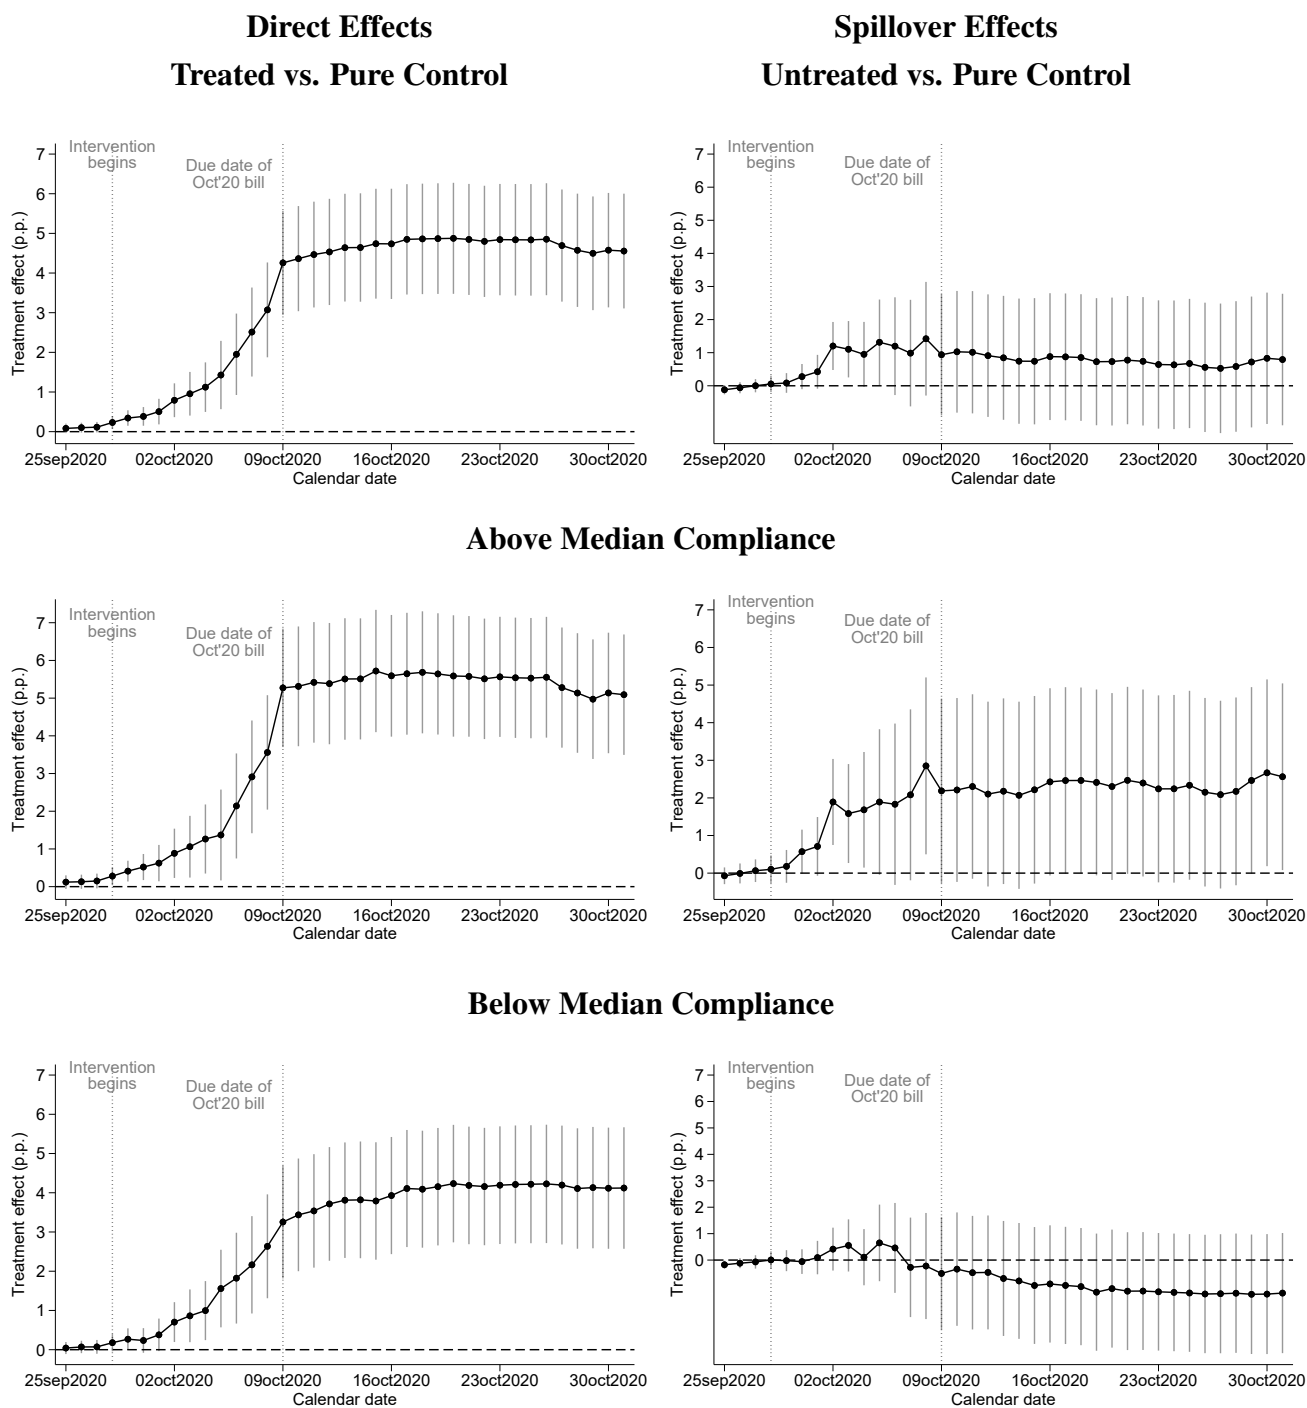 Direct Effects
Treated vs. Pure Control
Spillover Effects
Untreated vs. Pure Control
Intervention
begins
Due date of
Oct'20 bill
Treatment effect (p.p.)
7
6
5
4
3
2
1
0
25sep2020 02oct2020 09oct2020 16oct2020 23oct2020 30oct2020
Calendar date
Intervention
begins
Due date of
Oct'20 bill
Treatment effect (p.p.)
7
6
5
4
3
2
1
0
25sep2020 02oct2020 09oct2020 16oct2020 23oct2020 30oct2020
Calendar date
Above Median Compliance
Intervention
begins
Due date of
Oct'20 bill
Treatment effect (p.p.)
7
6
5
4
3
2
1
0
25sep2020 02oct2020 09oct2020 16oct2020 23oct2020 30oct2020
Calendar date
Intervention
begins
Due date of
Oct'20 bill
Treatment effect (p.p.)
7
6
5
4
3
2
1
0
25sep2020 02oct2020 09oct2020 16oct2020 23oct2020 30oct2020
Calendar date
Below Median Compliance
Intervention
begins
Due date of
Oct'20 bill
Treatment effect (p.p.)
7
6
5
4
3
2
1
0
25sep2020 02oct2020 09oct2020 16oct2020 23oct2020 30oct2020
Calendar date
Intervention
begins
Due date of
Oct'20 bill
Treatment effect (p.p.)
7
6
5
4
3
2
1
0
25sep2020 02oct2020 09oct2020 16oct2020 23oct2020 30oct2020
Calendar date